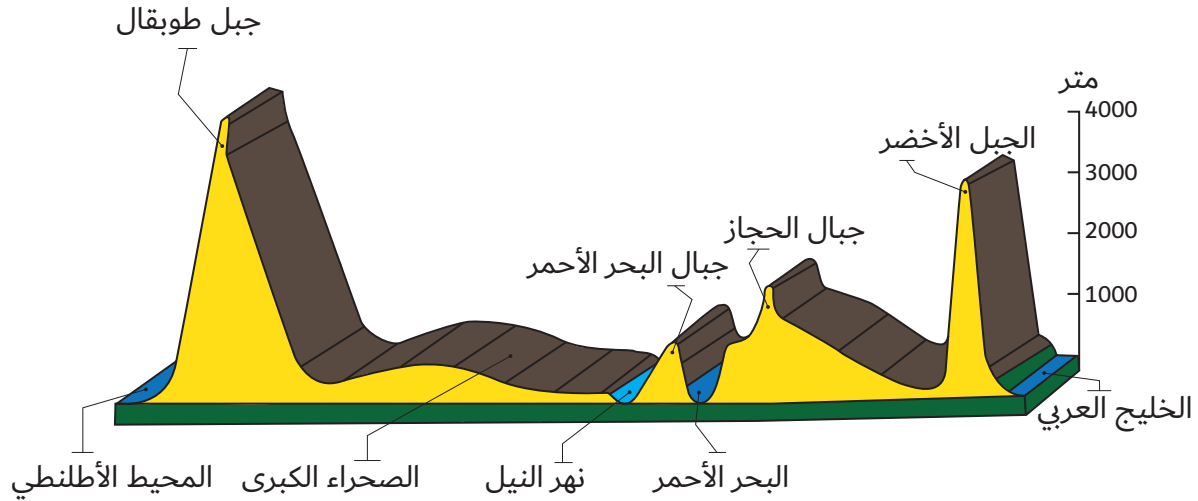 جبل طوبقال
متر
4000
الجبل الأخضر
3000
جبال الحجاز
2000
جبال البحر الأحمر
1000
الخليج العربي
البحر الأحمر
نهر النيل
الصحراء الكبرى
المحيط الأطلنطي